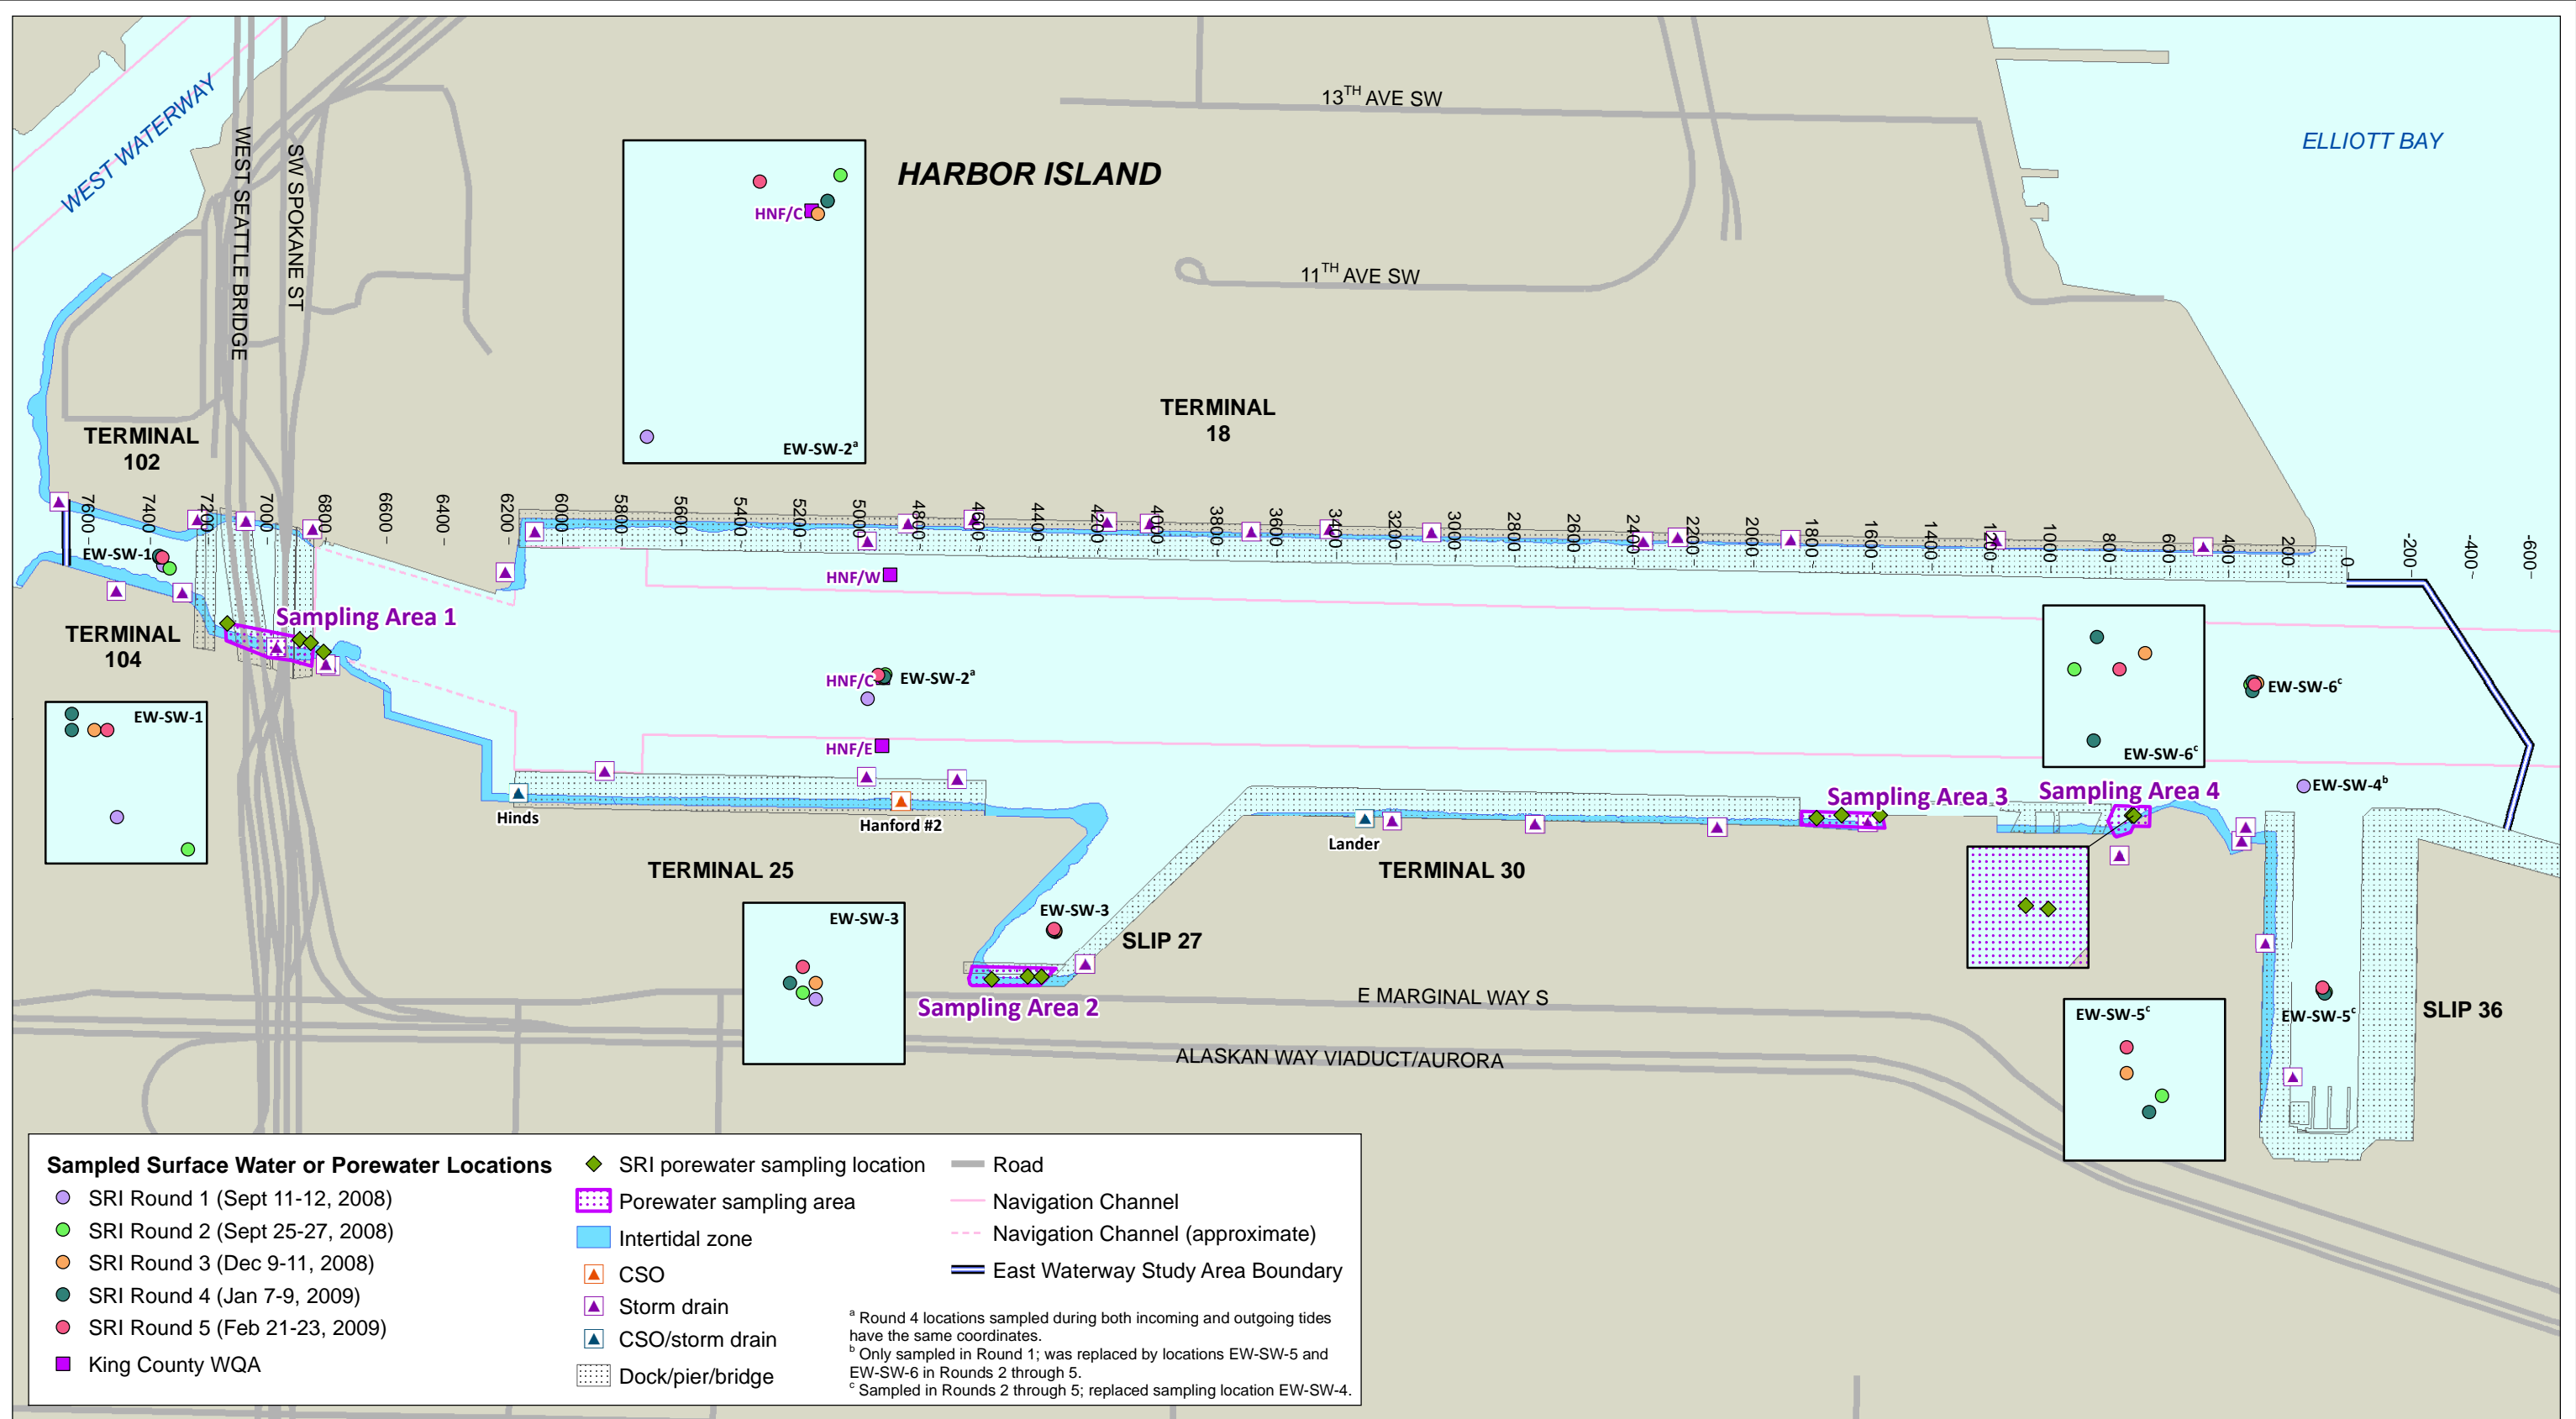 13TH AVE SW
ELLIOTT BAY
WEST WATERWAY
WEST SEATTLE BRIDGE
SW SPOKANE ST
HARBOR ISLAND
HNF/C
EW-SW-2a
11TH AVE SW
TERMINAL
18
TERMINAL
102
7600
7400
7200
7000
6800
6600
6400
6200
6000
5800
5600
5400
5200
5000
4800
4600
4400
4200
4000
3800
3600
3400
3200
3000
2800
2600
2400
2200
2000
1800
1600
1400
1200
1000
800
600
400
200
0
-200
-400
-600
EW-SW-1
HNF/W
Sampling Area 1
TERMINAL
104
HNF/C
EW-SW-2a
EW-SW-6c
EW-SW-6c
EW-SW-1
HNF/E
EW-SW-4b
Sampling Area 3
Sampling Area 4
Hinds
Hanford #2
Lander
TERMINAL 25
TERMINAL 30
EW-SW-3
EW-SW-3
SLIP 27
Sampling Area 2
E MARGINAL WAY S
EW-SW-5c
EW-SW-5c
SLIP 36
ALASKAN WAY VIADUCT/AURORA
Sampled Surface Water or Porewater Locations
SRI Round 1 (Sept 11-12, 2008)
SRI Round 2 (Sept 25-27, 2008)
SRI Round 3 (Dec 9-11, 2008)
SRI Round 4 (Jan 7-9, 2009)
SRI Round 5 (Feb 21-23, 2009)
King County WQA
SRI porewater sampling location
Porewater sampling area
Intertidal zone
CSO
Storm drain
CSO/storm drain
Dock/pier/bridge
Road
Navigation Channel
Navigation Channel (approximate)
East Waterway Study Area Boundary
a Round 4 locations sampled during both incoming and outgoing tides
have the same coordinates.
b Only sampled in Round 1; was replaced by locations EW-SW-5 and
EW-SW-6 in Rounds 2 through 5.
c Sampled in Rounds 2 through 5; replaced sampling location EW-SW-4.